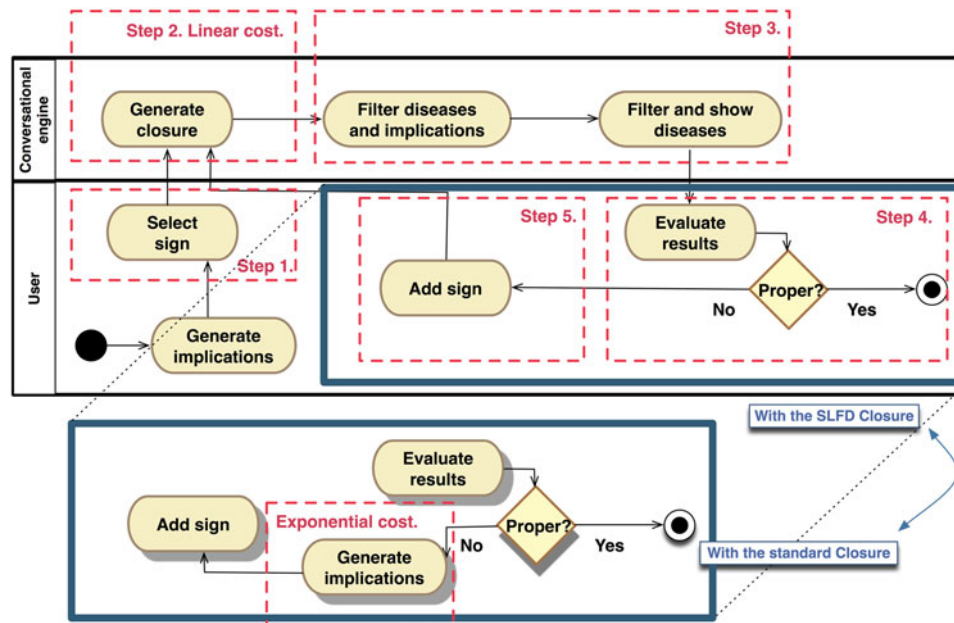 Step 2. Linear cost.
Step 3.
Conversational
engine
Generate
closure
Filter diseases
and implications
Filter and show
diseases
User
Select
sign
Step 1.
Step 5.
Add sign
Evaluate
results
Step 4.
Proper?
No
Yes
Generate
implications
With the SLFD Closure
Evaluate
results
Add sign
Exponential cost.
Proper?
No
Yes
Generate
implications
With the standard Closure